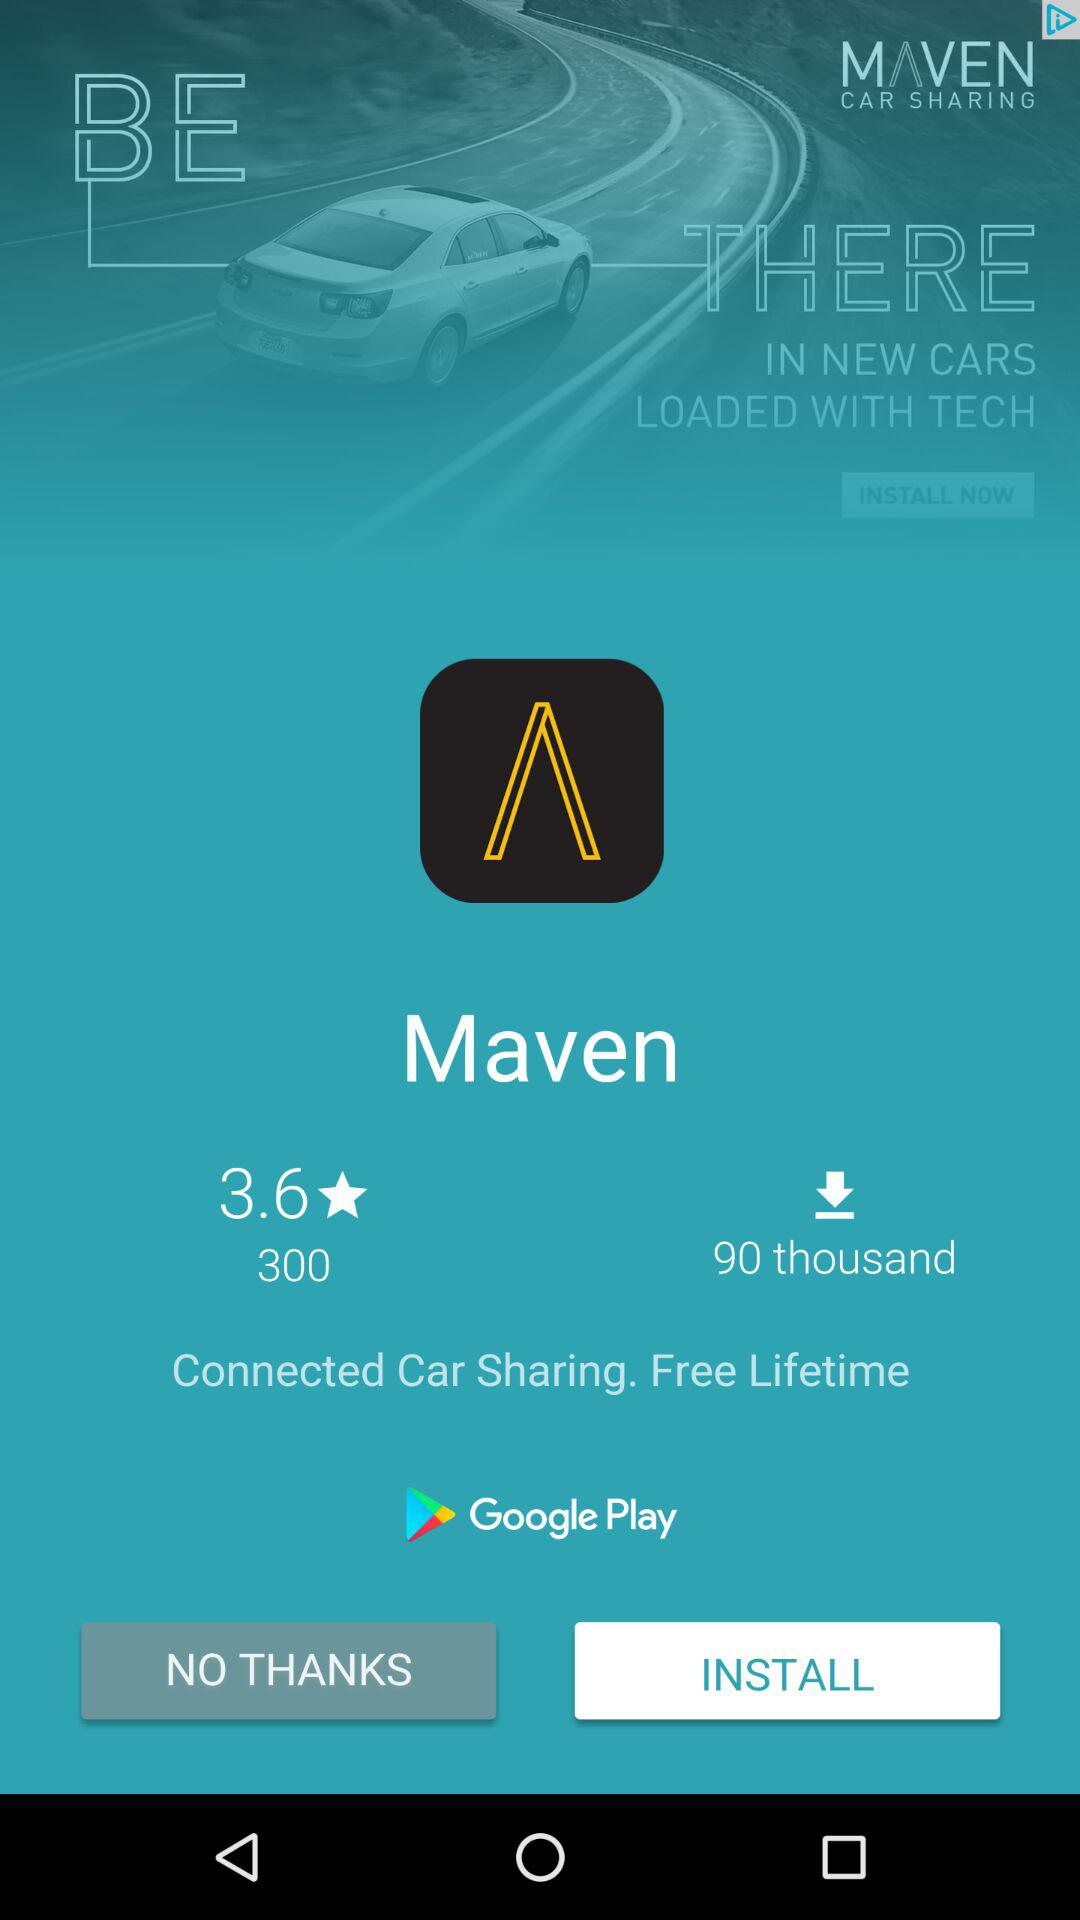 BE
MAVEN
CAR SHARING
THERE
IN NEW CARS
LOADED WITH TECH
INSTALL NOW
Maven
3.6
300
90 thousand
Connected Car Sharing. Free Lifetime
Google Play
NO THANKS
INSTALL